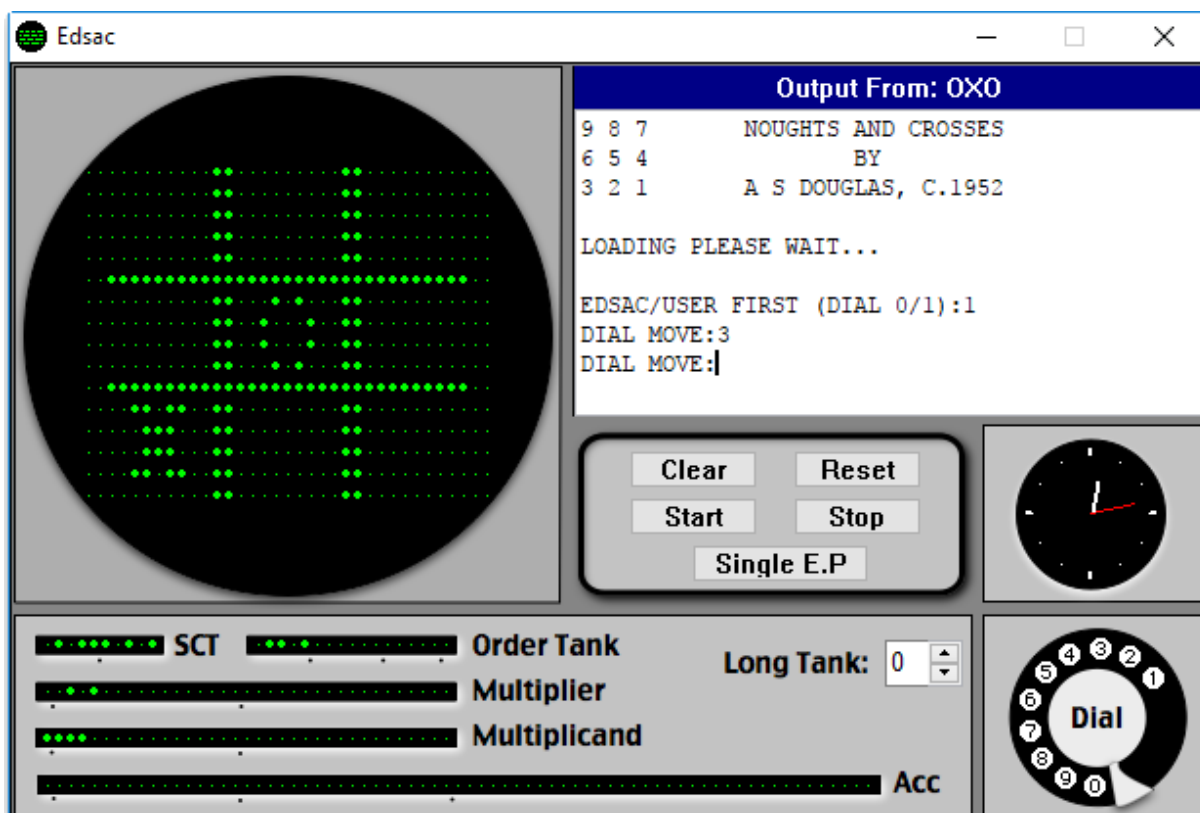 Edsac
Output From: OXO
9 8 7 NOUGHTS AND CROSSES
6 5 4 BY
3 2 1 A S DOUGLAS, C.1952
LOADING PLEASE WAIT...
EDSAC/USER FIRST (DIAL 0/1):1
DIAL MOVE:3
DIAL MOVE:
Clear Reset
Start Stop
Single E.P
SCT Order Tank
Long Tank: 0
Multiplier
Multiplicand
Acc
1 2 3 4 5 6 7 8 9 0
Dial